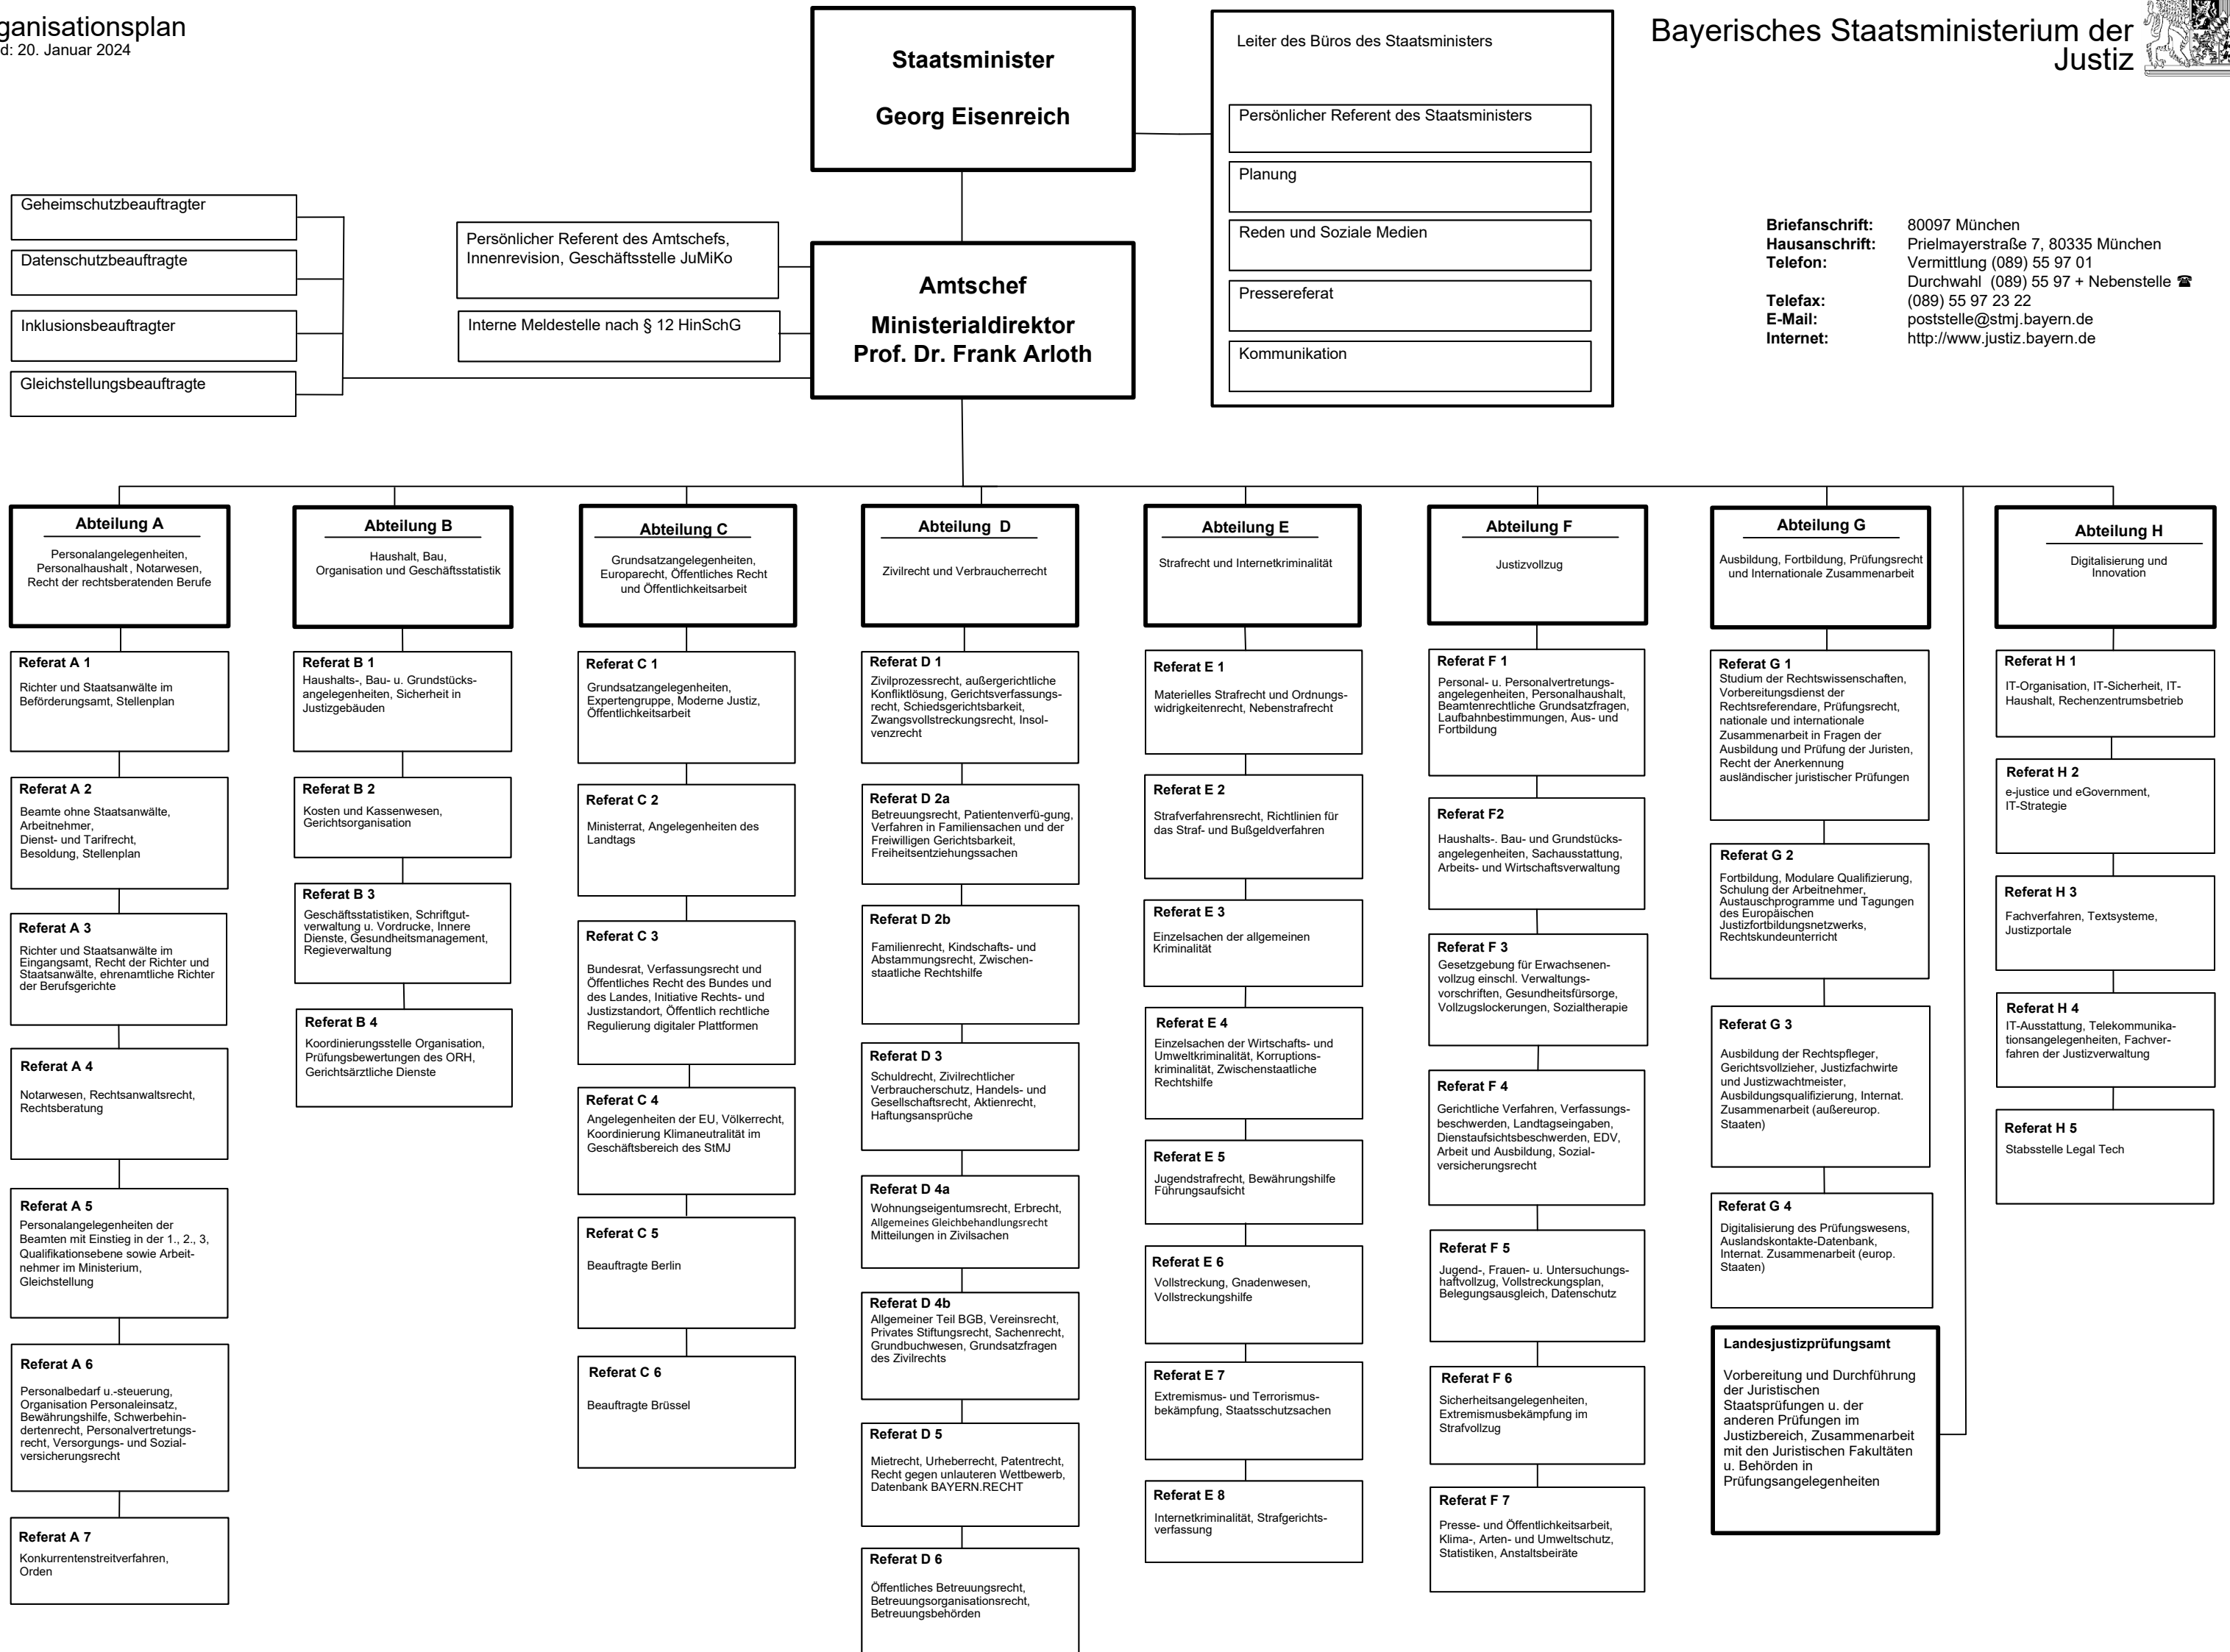 ganisationsplan
d: 20. Januar 2024
Staatsminister
Georg Eisenreich
Leiter des Büros des Staatsministers
Persönlicher Referent des Staatsministers
Planung
Reden und Soziale Medien
Pressereferat
Kommunikation
Bayerisches Staatsministerium der
Justiz
Geheimschutzbeauftragter
Datenschutzbeauftragte
Inklusionsbeauftragter
Gleichstellungsbeauftragte
Persönlicher Referent des Amtschefs,
Innenrevision, Geschäftsstelle JuMiKo
Interne Meldestelle nach § 12 HinSchG
Amtschef
Ministerialdirektor
Prof. Dr. Frank Arloth
Briefanschrift: 80097 München
Hausanschrift: Prielmayerstraße 7, 80335 München
Telefon: Vermittlung (089) 55 97 01
Durchwahl (089) 55 97 + Nebenstelle ☎
Telefax: (089) 55 97 23 22
E-Mail: poststelle@stmj.bayern.de
Internet: http://www.justiz.bayern.de
Abteilung A
Personalangelegenheiten,
Personalhaushalt, Notarwesen,
Recht der rechtsberatenden Berufe
Referat A 1
Richter und Staatsanwälte im
Beförderungsamt, Stellenplan
Referat A 2
Beamte ohne Staatsanwälte,
Arbeitnehmer,
Dienst- und Tarifrecht,
Besoldung, Stellenplan
Referat A 3
Richter und Staatsanwälte im
Eingangsamt, Recht der Richter und
Staatsanwälte, ehrenamtliche Richter
der Berufsgerichte
Referat A 4
Notarwesen, Rechtsanwaltsrecht,
Rechtsberatung
Referat A 5
Personalangelegenheiten der
Beamten mit Einstieg in der 1., 2., 3,
Qualifikationsebene sowie Arbeit-
nehmer im Ministerium,
Gleichstellung
Referat A 6
Personalbedarf u.-steuerung,
Organisation Personaleinsatz,
Bewährungshilfe, Schwerbehin-
dertenrecht, Personalvertretungs-
recht, Versorgungs- und Sozial-
versicherungsrecht
Referat A 7
Konkurrentenstreitverfahren,
Orden
Abteilung B
Haushalt, Bau,
Organisation und Geschäftsstatistik
Referat B 1
Haushalts-, Bau- u. Grundstücks-
angelegenheiten, Sicherheit in
Justizgebäuden
Referat B 2
Kosten und Kassenwesen,
Gerichtsorganisation
Referat B 3
Geschäftsstatistiken, Schriftgut-
verwaltung u. Vordrucke, Innere
Dienste, Gesundheitsmanagement,
Regieverwaltung
Referat B 4
Koordinierungsstelle Organisation,
Prüfungsbewertungen des ORH,
Gerichtsärztliche Dienste
Abteilung C
Grundsatzangelegenheiten,
Europarecht, Öffentliches Recht
und Öffentlichkeitsarbeit
Referat C 1
Grundsatzangelegenheiten,
Expertengruppe, Moderne Justiz,
Öffentlichkeitsarbeit
Referat C 2
Ministerrat, Angelegenheiten des
Landtags
Referat C 3
Bundesrat, Verfassungsrecht und
Öffentliches Recht des Bundes und
des Landes, Initiative Rechts- und
Justizstandort, Öffentlich rechtliche
Regulierung digitaler Plattformen
Referat C 4
Angelegenheiten der EU, Völkerrecht,
Koordinierung Klimaneutralität im
Geschäftsbereich des StMJ
Referat C 5
Beauftragte Berlin
Referat C 6
Beauftragte Brüssel
Abteilung D
Zivilrecht und Verbraucherrecht
Referat D 1
Zivilprozessrecht, außergerichtliche
Konfliktlösung, Gerichtsverfassungs-
recht, Schiedsgerichtsbarkeit,
Zwangsvollstreckungsrecht, Insol-
venzrecht
Referat D 2a
Betreuungsrecht, Patientenverfü-gung,
Verfahren in Familiensachen und der
Freiwilligen Gerichtsbarkeit,
Freiheitsentziehungssachen
Referat D 2b
Familienrecht, Kindschafts- und
Abstammungsrecht, Zwischen-
staatliche Rechtshilfe
Referat D 3
Schuldrecht, Zivilrechtlicher
Verbraucherschutz, Handels- und
Gesellschaftsrecht, Aktienrecht,
Haftungsansprüche
Referat D 4a
Wohnungseigentumsrecht, Erbrecht,
Allgemeines Gleichbehandlungsrecht
Mitteilungen in Zivilsachen
Referat D 4b
Allgemeiner Teil BGB, Vereinsrecht,
Privates Stiftungsrecht, Sachenrecht,
Grundbuchwesen, Grundsatzfragen
des Zivilrechts
Referat D 5
Mietrecht, Urheberrecht, Patentrecht,
Recht gegen unlauteren Wettbewerb,
Datenbank BAYERN.RECHT
Referat D 6
Öffentliches Betreuungsrecht,
Betreuungsorganisationsrecht,
Betreuungsbehörden
Abteilung E
Strafrecht und Internetkriminalität
Referat E 1
Materielles Strafrecht und Ordnungs-
widrigkeitenrecht, Nebenstrafrecht
Referat E 2
Strafverfahrensrecht, Richtlinien für
das Straf- und Bußgeldverfahren
Referat E 3
Einzelsachen der allgemeinen
Kriminalität
Referat E 4
Einzelsachen der Wirtschafts- und
Umweltkriminalität, Korruptions-
kriminalität, Zwischenstaatliche
Rechtshilfe
Referat E 5
Jugendstrafrecht, Bewährungshilfe
Führungsaufsicht
Referat E 6
Vollstreckung, Gnadenwesen,
Vollstreckungshilfe
Referat E 7
Extremismus- und Terrorismus-
bekämpfung, Staatsschutzsachen
Referat E 8
Internetkriminalität, Strafgerichts-
verfassung
Abteilung F
Justizvollzug
Referat F 1
Personal- u. Personalvertretungs-
angelegenheiten, Personalhaushalt,
Beamtenrechtliche Grundsatzfragen,
Laufbahnbestimmungen, Aus- und
Fortbildung
Referat F2
Haushalts-. Bau- und Grundstücks-
angelegenheiten, Sachausstattung,
Arbeits- und Wirtschaftsverwaltung
Referat F 3
Gesetzgebung für Erwachsenen-
vollzug einschl. Verwaltungs-
vorschriften, Gesundheitsfürsorge,
Vollzugslockerungen, Sozialtherapie
Referat F 4
Gerichtliche Verfahren, Verfassungs-
beschwerden, Landtagseingaben,
Dienstaufsichtsbeschwerden, EDV,
Arbeit und Ausbildung, Sozial-
versicherungsrecht
Referat F 5
Jugend-, Frauen- u. Untersuchungs-
haftvollzug, Vollstreckungsplan,
Belegungsausgleich, Datenschutz
Referat F 6
Sicherheitsangelegenheiten,
Extremismusbekämpfung im
Strafvollzug
Referat F 7
Presse- und Öffentlichkeitsarbeit,
Klima-, Arten- und Umweltschutz,
Statistiken, Anstaltsbeiräte
Abteilung G
Ausbildung, Fortbildung, Prüfungsrecht
und Internationale Zusammenarbeit
Referat G 1
Studium der Rechtswissenschaften,
Vorbereitungsdienst der
Rechtsreferendare, Prüfungsrecht,
nationale und internationale
Zusammenarbeit in Fragen der
Ausbildung und Prüfung der Juristen,
Recht der Anerkennung
ausländischer juristischer Prüfungen
Referat G 2
Fortbildung, Modulare Qualifizierung,
Schulung der Arbeitnehmer,
Austauschprogramme und Tagungen
des Europäischen
Justizfortbildungsnetzwerks,
Rechtskundeunterricht
Referat G 3
Ausbildung der Rechtspfleger,
Gerichtsvollzieher, Justizfachwirte
und Justizwachtmeister,
Ausbildungsqualifizierung, Internat.
Zusammenarbeit (außereurop.
Staaten)
Referat G 4
Digitalisierung des Prüfungswesens,
Auslandskontakte-Datenbank,
Internat. Zusammenarbeit (europ.
Staaten)
Landesjustizprüfungsamt
Vorbereitung und Durchführung
der Juristischen
Staatsprüfungen u. der
anderen Prüfungen im
Justizbereich, Zusammenarbeit
mit den Juristischen Fakultäten
u. Behörden in
Prüfungsangelegenheiten
Abteilung H
Digitalisierung und
Innovation
Referat H 1
IT-Organisation, IT-Sicherheit, IT-
Haushalt, Rechenzentrumsbetrieb
Referat H 2
e-justice und eGovernment,
IT-Strategie
Referat H 3
Fachverfahren, Textsysteme,
Justizportale
Referat H 4
IT-Ausstattung, Telekommunika-
tionsangelegenheiten, Fachver-
fahren der Justizverwaltung
Referat H 5
Stabsstelle Legal Tech